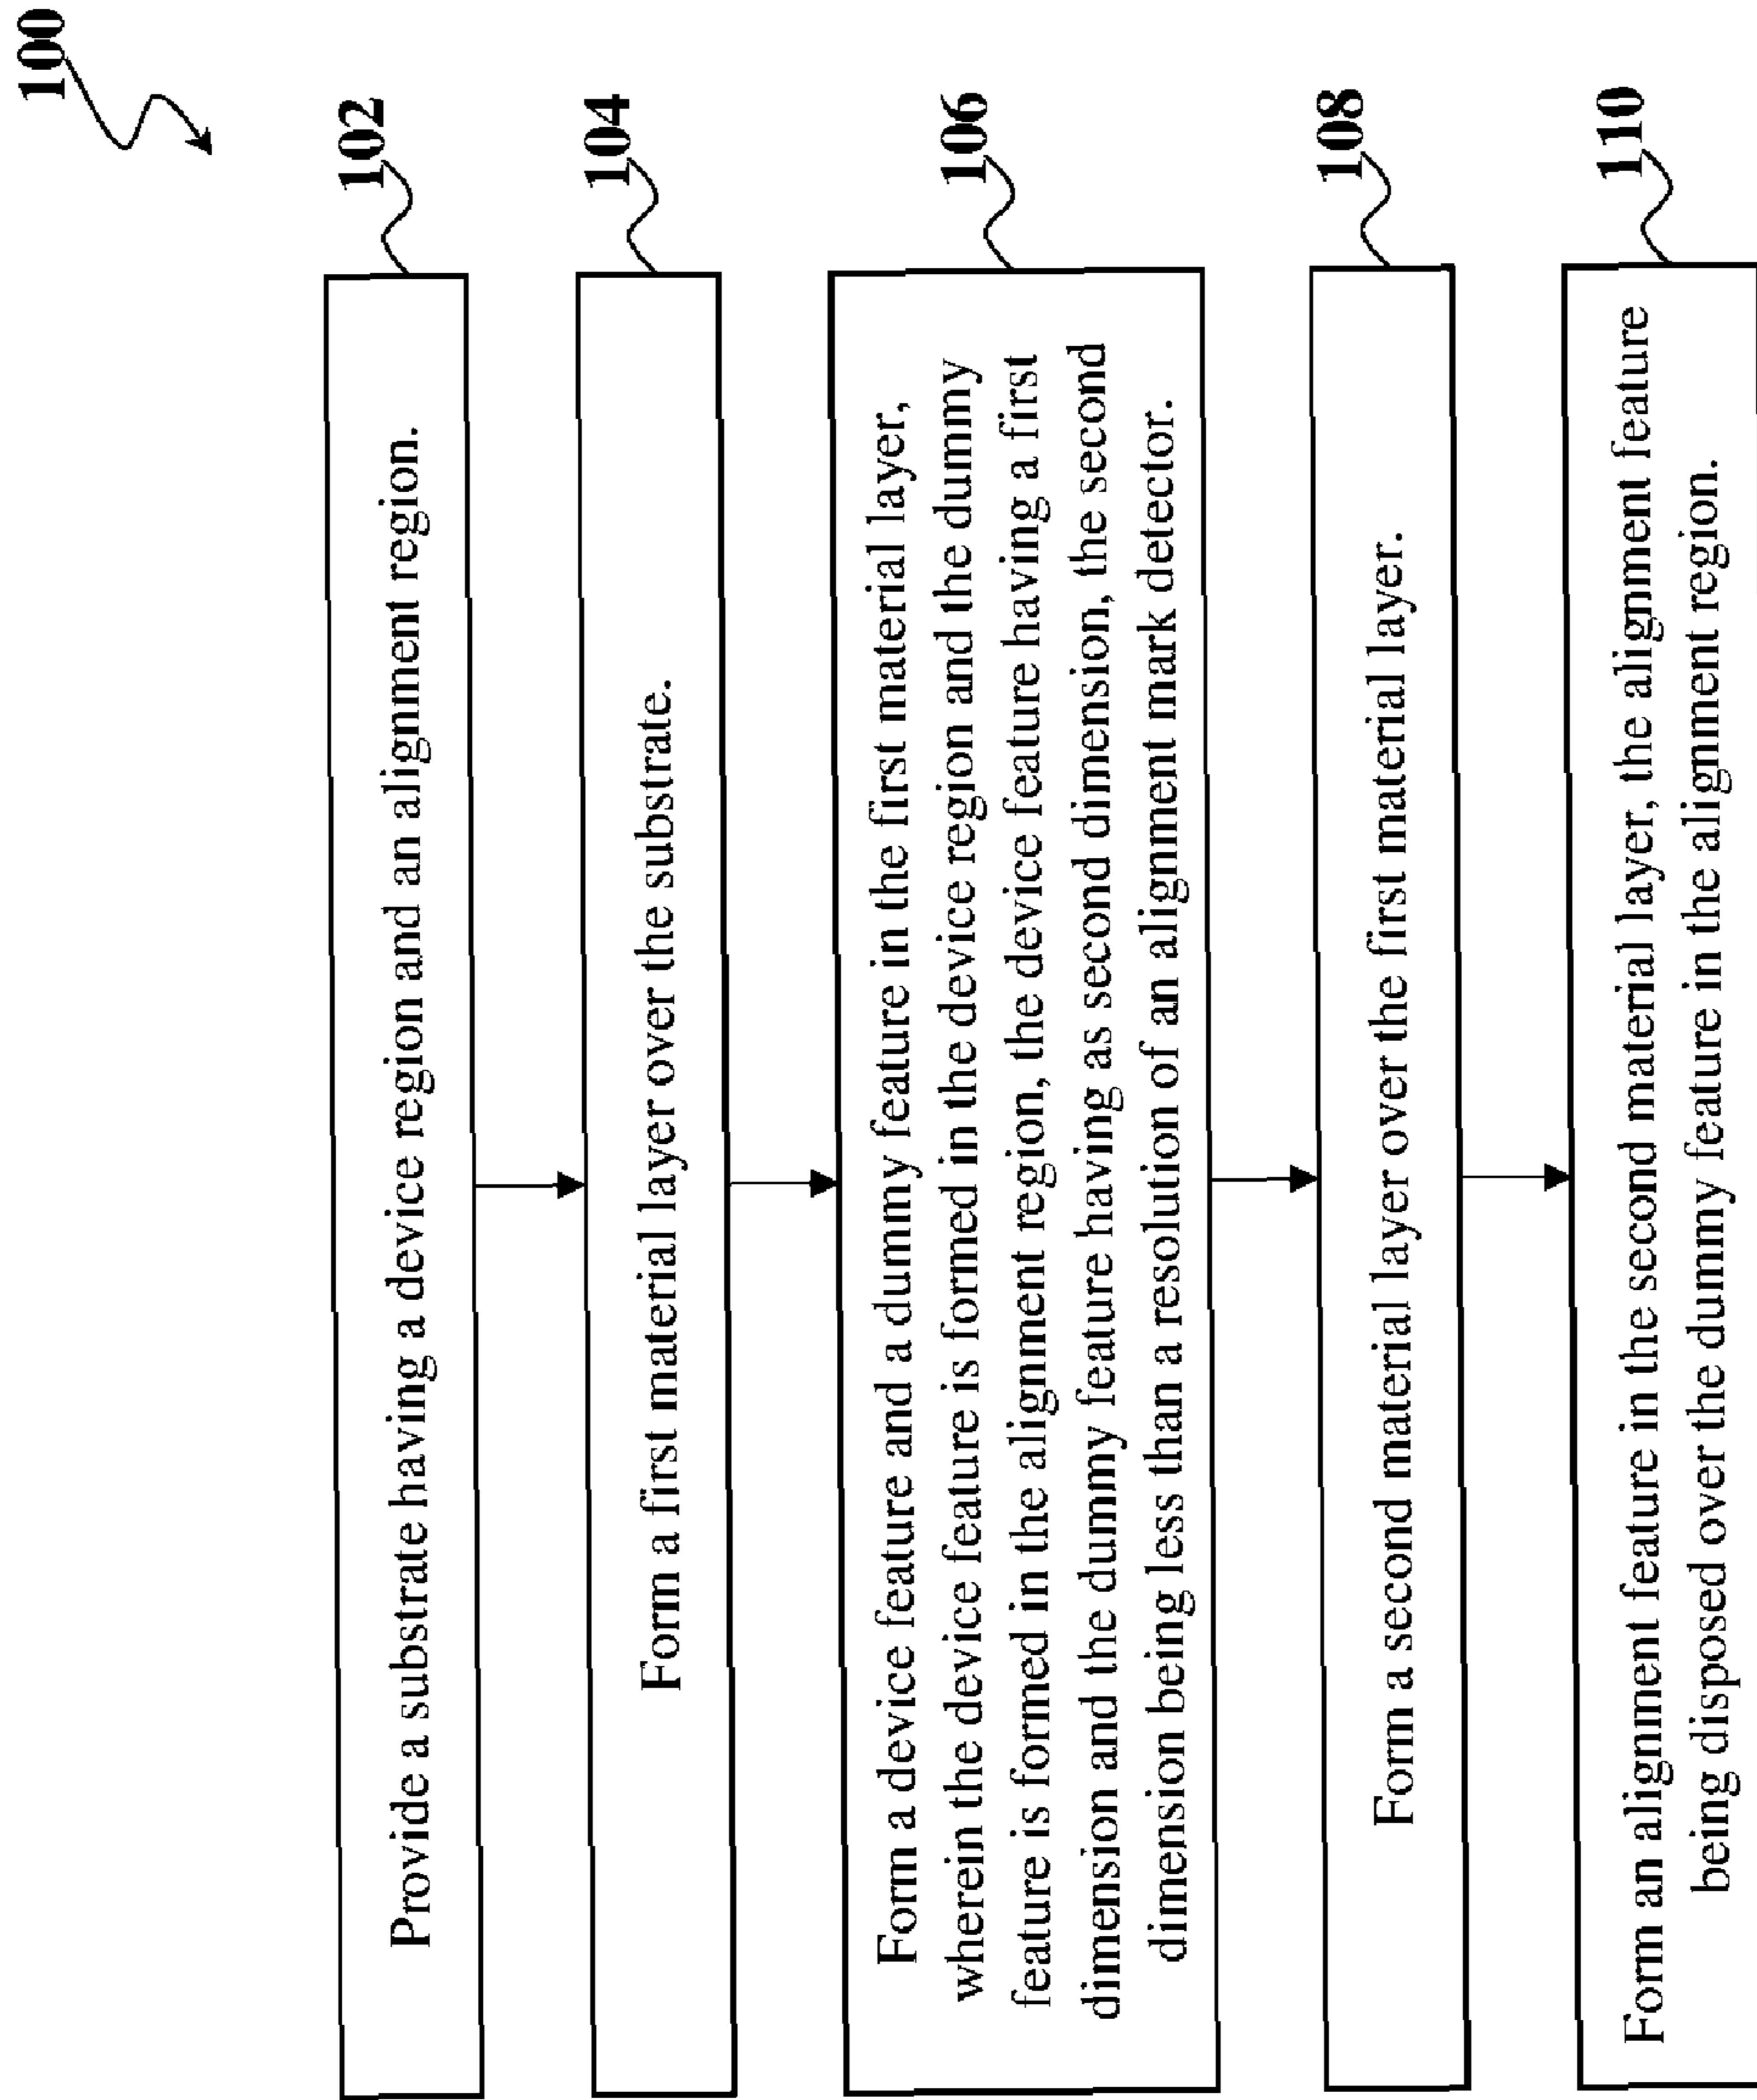 100
102
Provide a substrate having a device region and an alignment region.
104
Form a first material layer over the substrate.
106
Form a device feature and a dummy feature in the first material layer,
wherein the device feature is formed in the device region and the dummy
feature is formed in the alignment region, the device feature having a first
dimension and the dummy feature having as second dimension, the second
dimension being less than a resolution of an alignment mark detector.
108
Form a second material layer over the first material layer.
110
Form an alignment feature in the second material layer, the alignment feature
being disposed over the dummy feature in the alignment region.